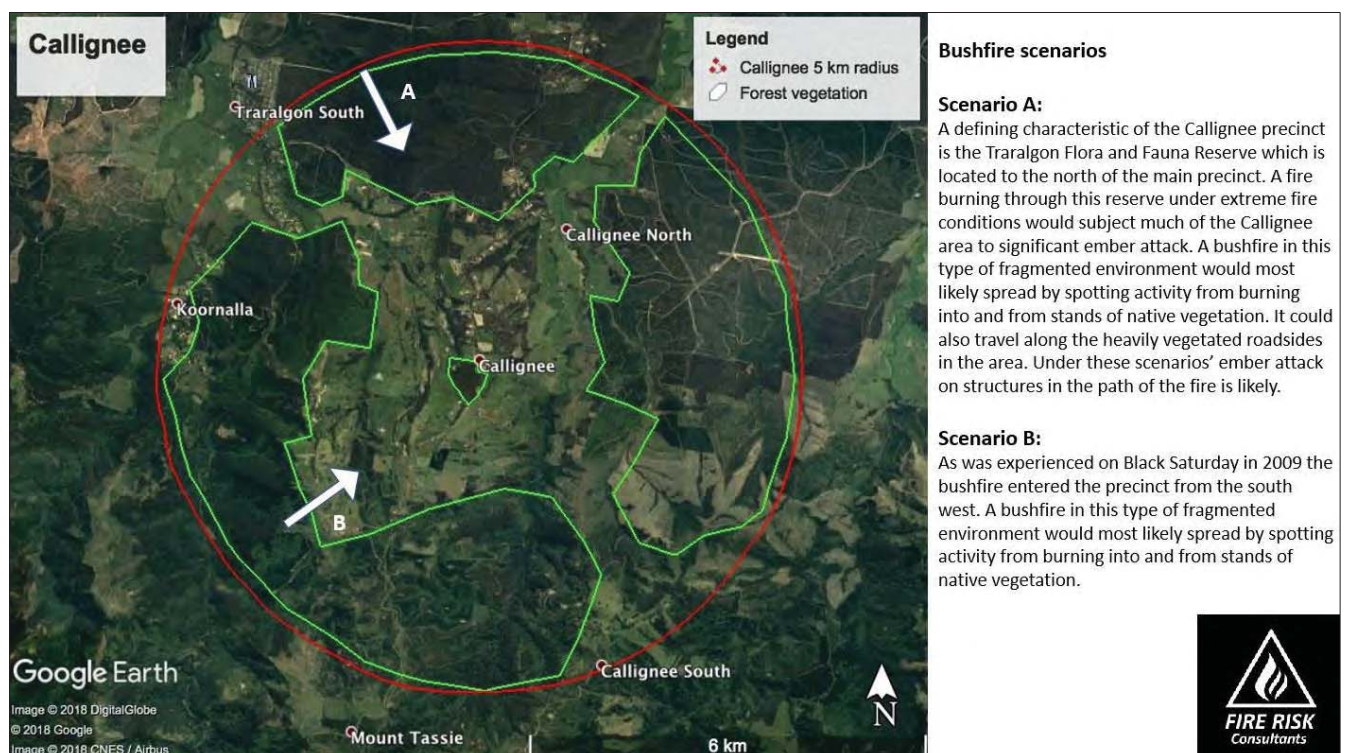 Callignee
Legend
Callignee 5 km radius
Forest vegetation
A
Traralgon South
Callignee North
Koornalla
Callignee
B
Callignee South
Google Earth
Image © 2018 DigitalGlobe
© 2018 Google
Image © 2018 CNES / Airbus
Mount Tassie
N
6 km
Bushfire scenarios
Scenario A:
A defining characteristic of the Callignee precinct
is the Traralgon Flora and Fauna Reserve which is
located to the north of the main precinct. A fire
burning through this reserve under extreme fire
conditions would subject much of the Callignee
area to significant ember attack. A bushfire in this
type of fragmented environment would most
likely spread by spotting activity from burning
into and from stands of native vegetation. It could
also travel along the heavily vegetated roadsides
in the area. Under these scenarios’ ember attack
on structures in the path of the fire is likely.
Scenario B:
As was experienced on Black Saturday in 2009 the
bushfire entered the precinct from the south
west. A bushfire in this type of fragmented
environment would most likely spread by spotting
activity from burning into and from stands of
native vegetation.
FIRE RISK
Consultants